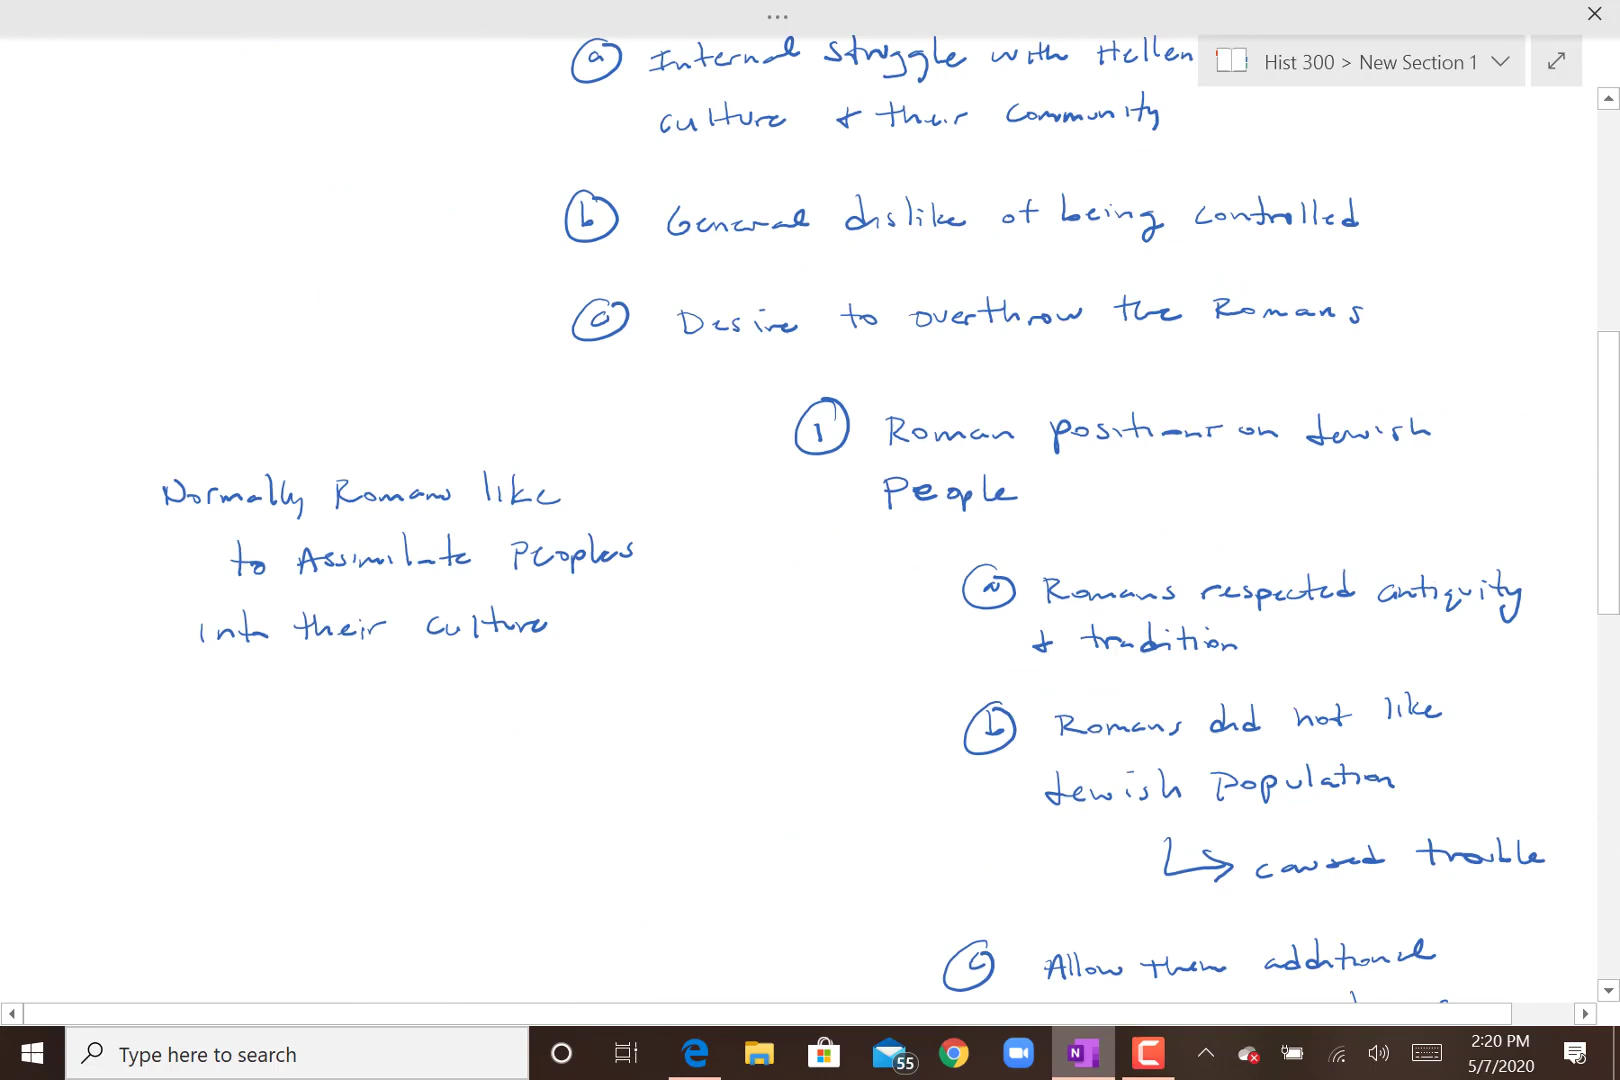 ...
ⓐ Internal struggle with Hellen
Hist 300 > New Section 1
culture & their community
ⓑ General dislike of being controlled
ⓒ Desire to overthrow the Romans
① Roman positions on Jewish
People
Normally Romans like
to Assimilate Peoples
into their culture
ⓐ Romans respected antiquity
& tradition
ⓑ Romans did not like
Jewish Population
↳ caused trouble
ⓒ Allow them additional
Type here to search
55
2:20 PM
5/7/2020